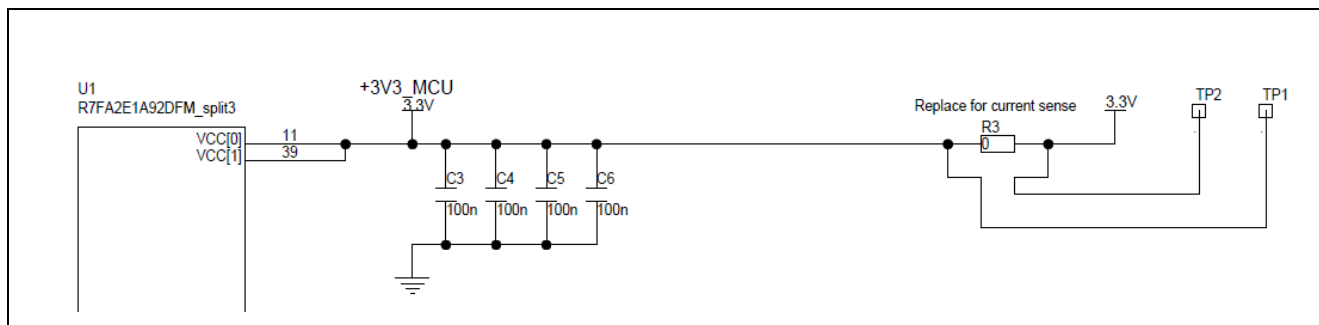 U1
R7FA2E1A92DFM_split3
VCC[0]
11
VCC[1]
39
+3V3_MCU
3.3V
C3
100n
C4
100n
C5
100n
C6
100n
Replace for current sense
R3
0
3.3V
TP2
TP1